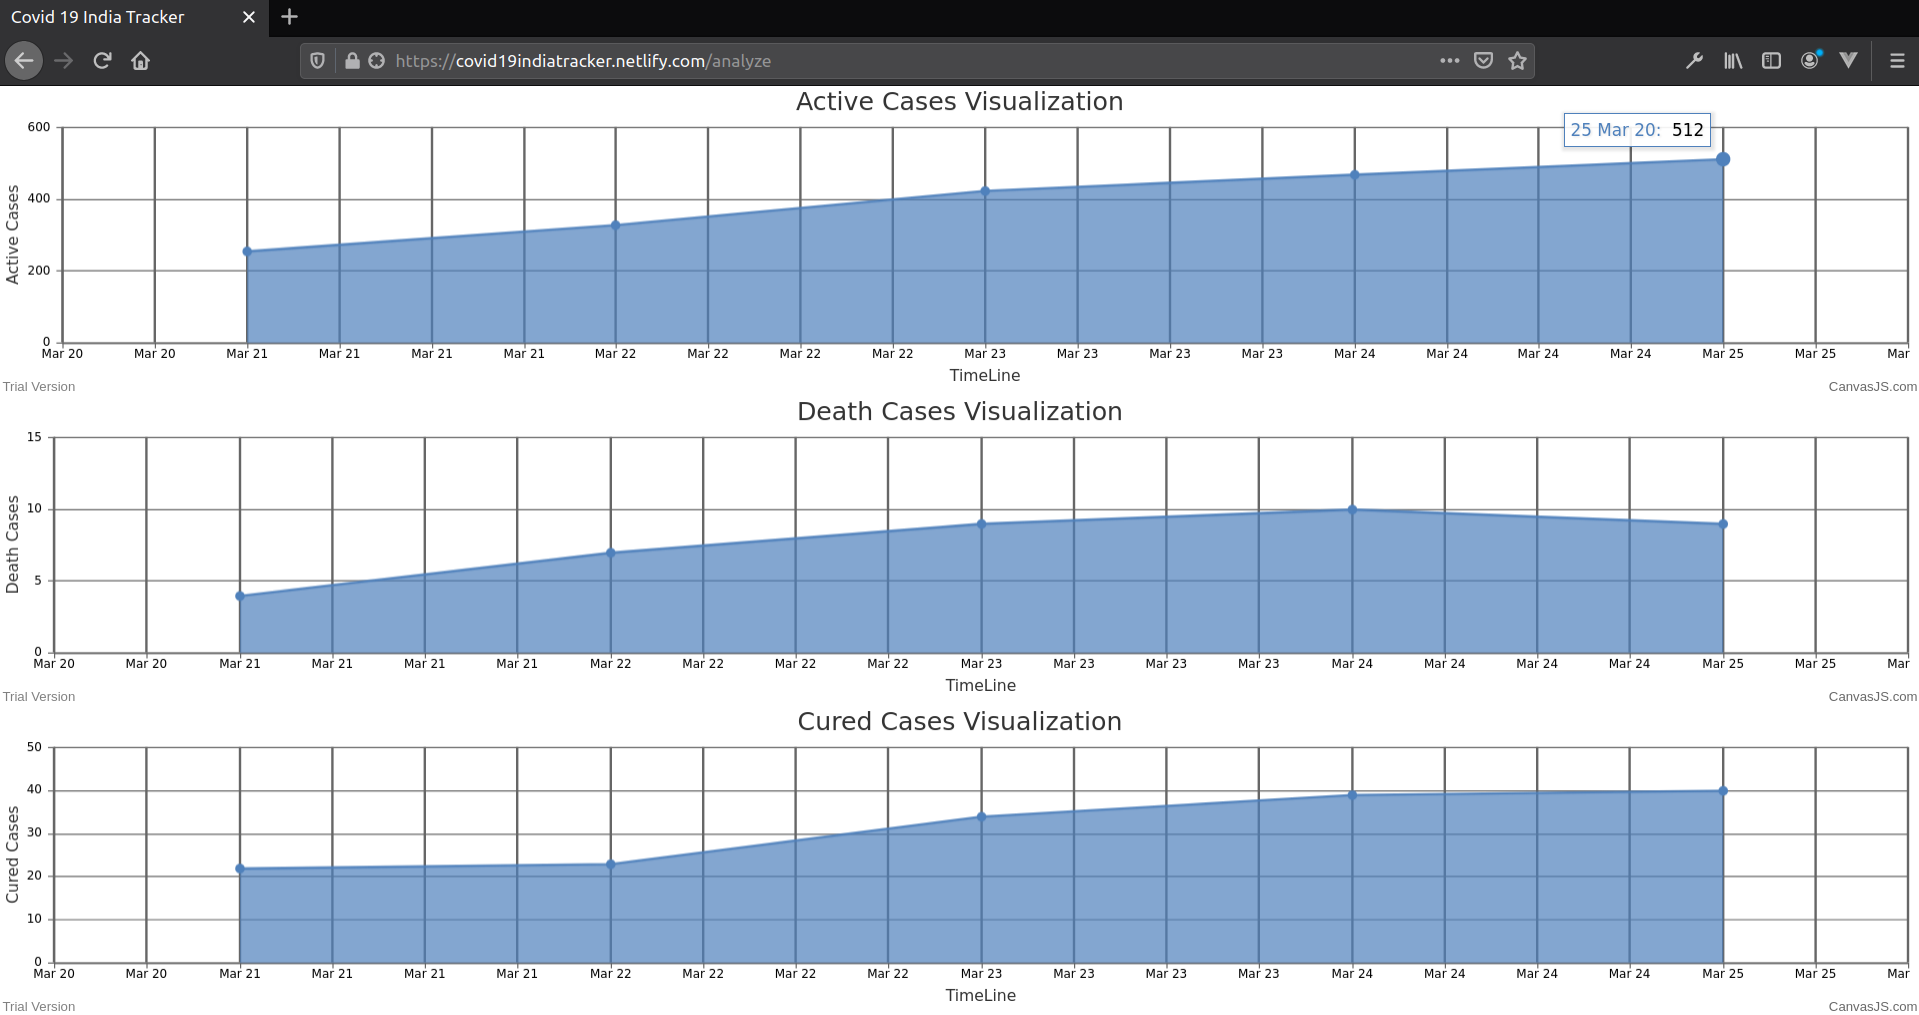 Covid 19 India Tracker
https://covid19indiatracker.netlify.com/analyze
Active Cases Visualization
25 Mar 20: 512
600
400
200
0
Active Cases
Mar 20 Mar 20 Mar 21 Mar 21 Mar 21 Mar 21 Mar 22 Mar 22 Mar 22 Mar 22 Mar 23 Mar 23 Mar 23 Mar 23 Mar 24 Mar 24 Mar 24 Mar 24 Mar 25 Mar 25 Mar
TimeLine
Trial Version CanvasJS.com
Death Cases Visualization
15
10
5
0
Death Cases
Mar 20 Mar 20 Mar 21 Mar 21 Mar 21 Mar 21 Mar 22 Mar 22 Mar 22 Mar 22 Mar 23 Mar 23 Mar 23 Mar 23 Mar 24 Mar 24 Mar 24 Mar 24 Mar 25 Mar 25 Mar
TimeLine
Trial Version CanvasJS.com
Cured Cases Visualization
50
40
30
20
10
0
Cured Cases
Mar 20 Mar 20 Mar 21 Mar 21 Mar 21 Mar 21 Mar 22 Mar 22 Mar 22 Mar 22 Mar 23 Mar 23 Mar 23 Mar 23 Mar 24 Mar 24 Mar 24 Mar 24 Mar 25 Mar 25 Mar
TimeLine
Trial Version CanvasJS.com